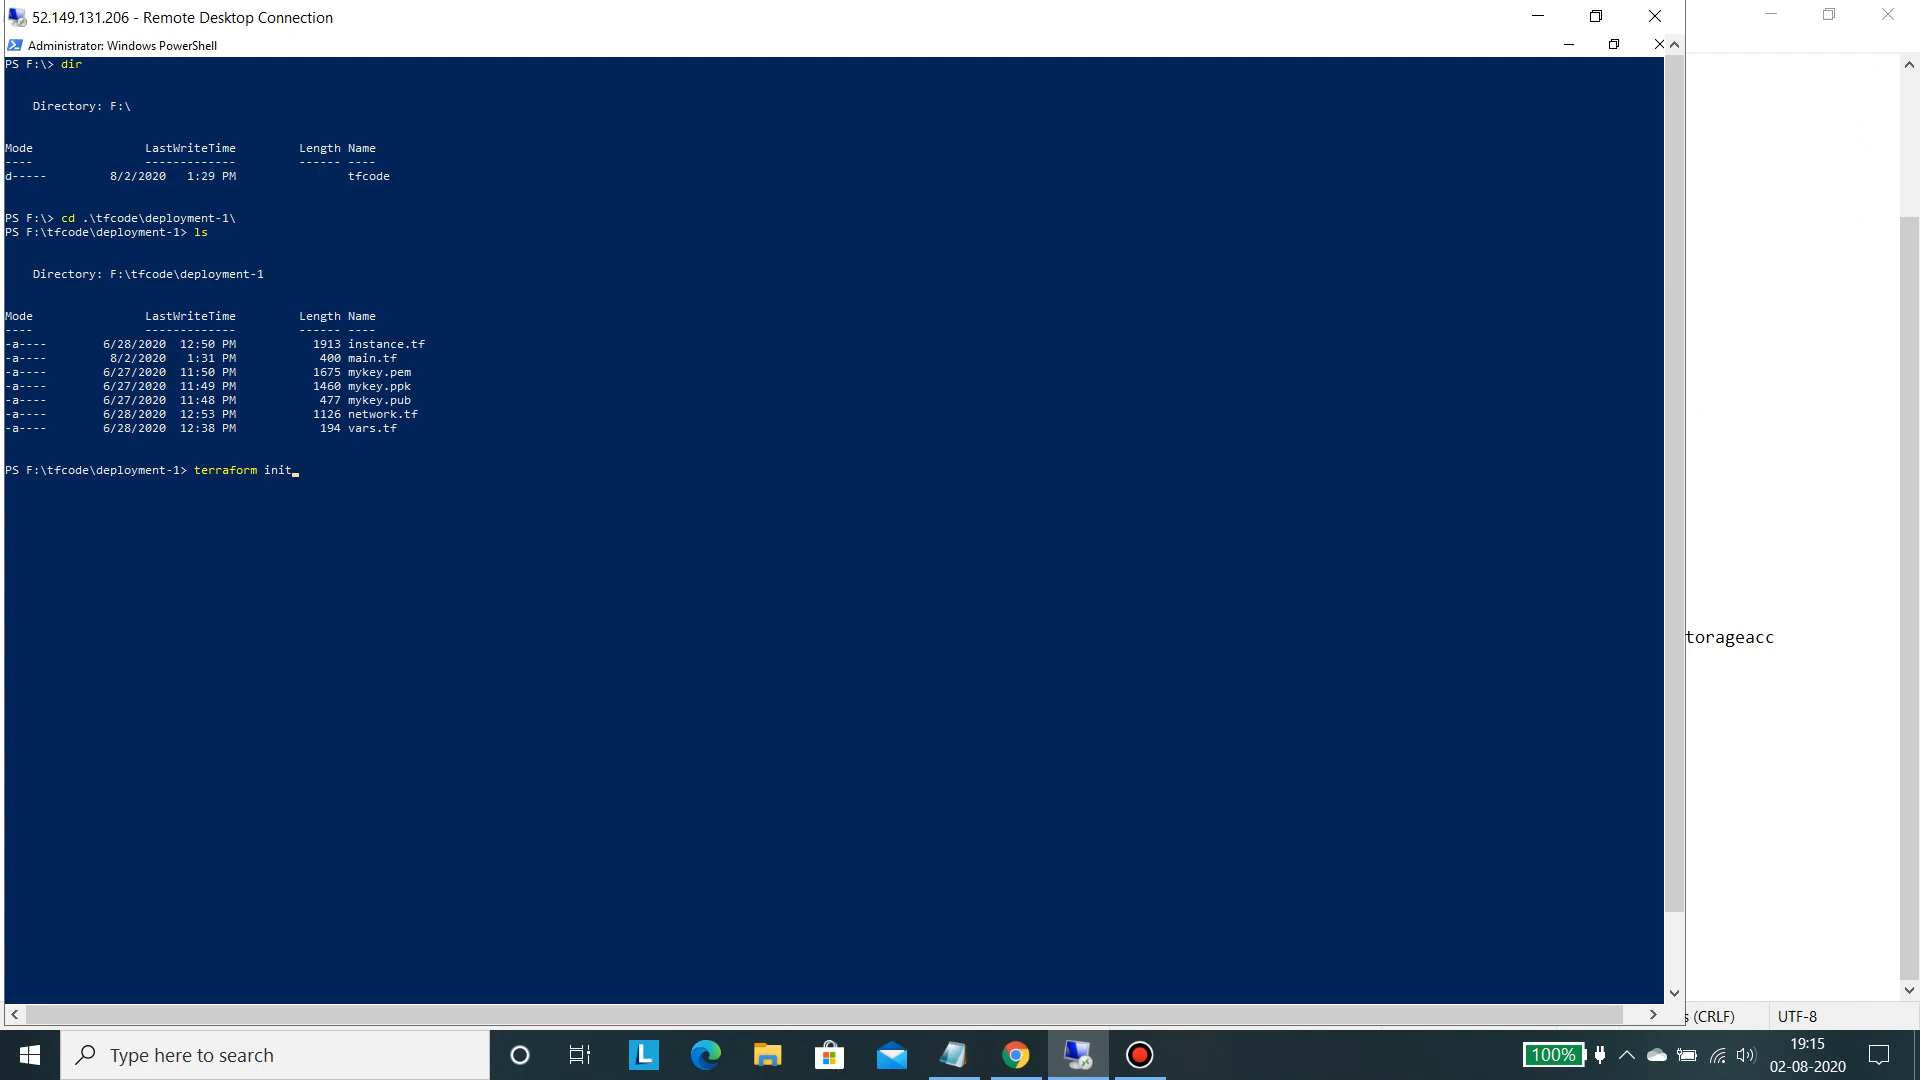 52.149.131.206 - Remote Desktop Connection
Administrator: Windows PowerShell
PS F:\> dir
Directory: F:\
Mode LastWriteTime Length Name
---- ------------- ------ ----
d----- 8/2/2020 1:29 PM tfcode
PS F:\> cd .\tfcode\deployment-1\
PS F:\tfcode\deployment-1> ls
Directory: F:\tfcode\deployment-1
Mode LastWriteTime Length Name
---- ------------- ------ ----
-a---- 6/28/2020 12:50 PM 1913 instance.tf
-a---- 8/2/2020 1:31 PM 400 main.tf
-a---- 6/27/2020 11:50 PM 1675 mykey.pem
-a---- 6/27/2020 11:49 PM 1460 mykey.ppk
-a---- 6/27/2020 11:48 PM 477 mykey.pub
-a---- 6/28/2020 12:53 PM 1126 network.tf
-a---- 6/28/2020 12:38 PM 194 vars.tf
PS F:\tfcode\deployment-1> terraform init
torageacc
s (CRLF) UTF-8
Type here to search
L
100%
19:15
02-08-2020